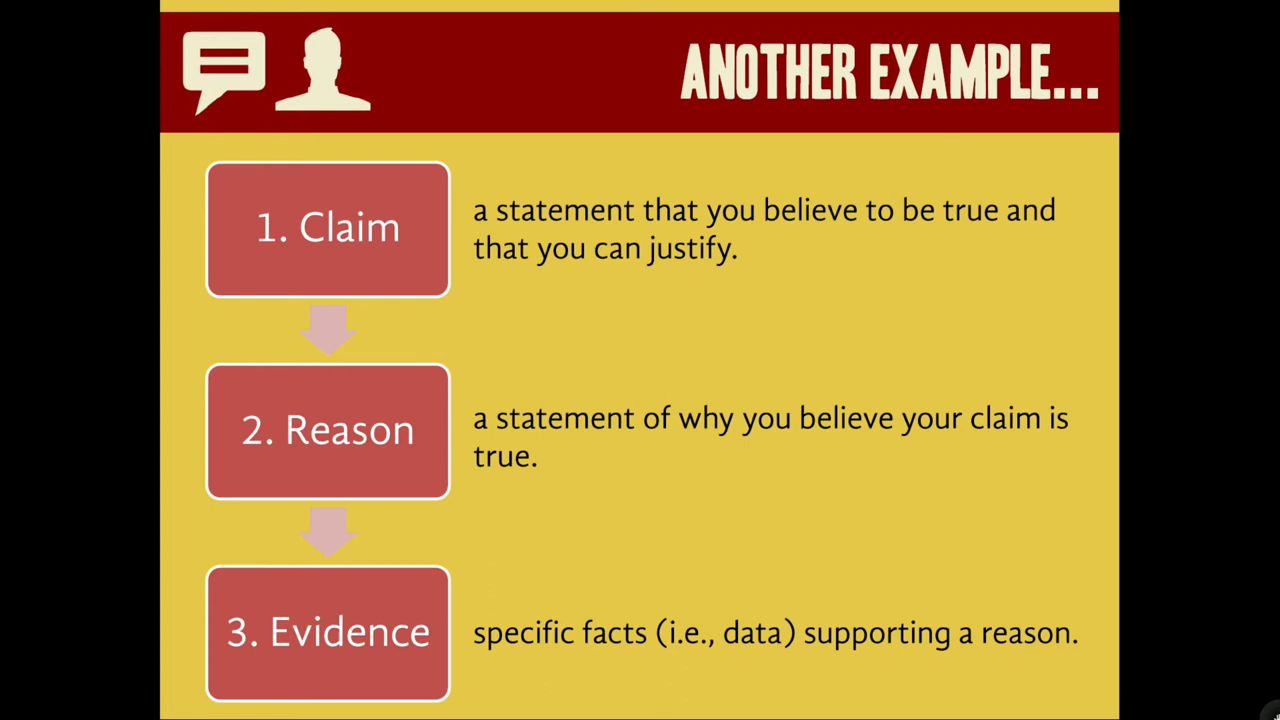 ANOTHER EXAMPLE...
1. Claim
a statement that you believe to be true and
that you can justify.
2. Reason
a statement of why you believe your claim is
true.
3. Evidence
specific facts (i.e., data) supporting a reason.